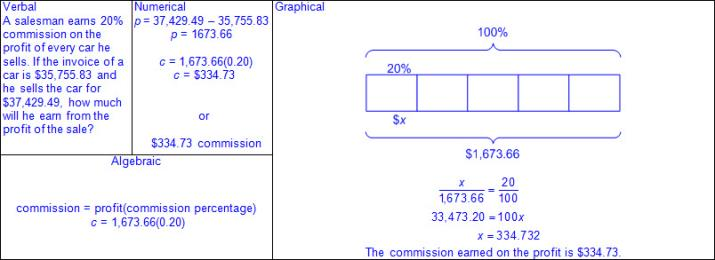 Verbal
A salesman earns 20%
commission on the
profit of every car he
sells. If the invoice of a
car is $35,755.83 and
he sells the car for
$37,429.49, how much
will he earn from the
profit of the sale?
Numerical
p = 37,429.49 – 35,755.83
p = 1673.66
c = 1,673.66(0.20)
c = $334.73
or
$334.73 commission
Algebraic
commission = profit(commission percentage)
c = 1,673.66(0.20)
Graphical
100%
20%
$x
$1,673.66
x/1,673.66 = 20/100
33,473.20 = 100x
x = 334.732
The commission earned on the profit is $334.73.